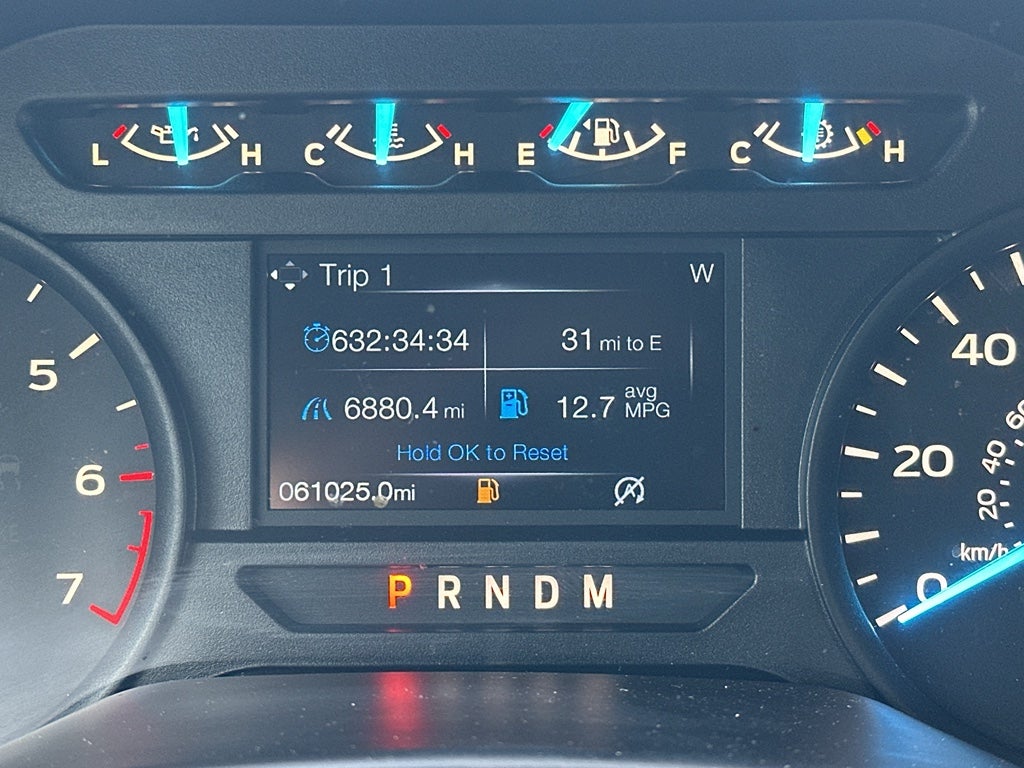 L H C H E F C H
Trip 1 W
632:34:34 31 mi to E
6880.4 mi 12.7 avg MPG
Hold OK to Reset
061025.0mi
P R N D M
5
6
7
40
20
0
60
40
20
km/h